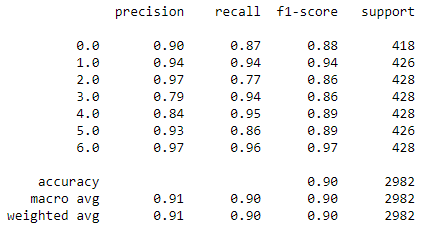 precision recall f1-score support
0.0 0.90 0.87 0.88 418
1.0 0.94 0.94 0.94 426
2.0 0.97 0.77 0.86 428
3.0 0.79 0.94 0.86 428
4.0 0.84 0.95 0.89 428
5.0 0.93 0.86 0.89 426
6.0 0.97 0.96 0.97 428
accuracy 0.90 2982
macro avg 0.91 0.90 0.90 2982
weighted avg 0.91 0.90 0.90 2982